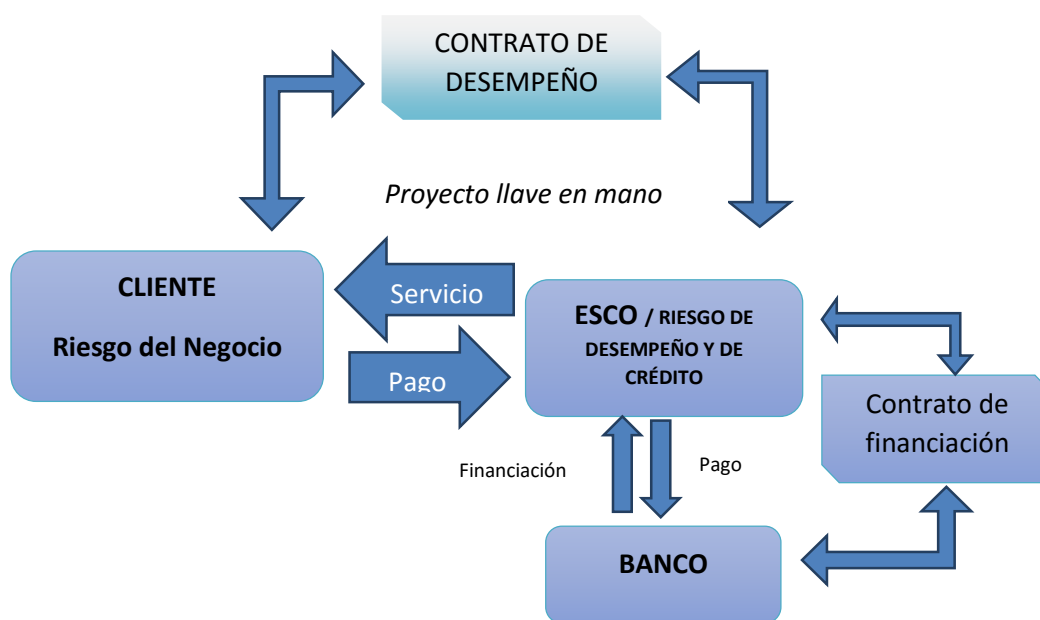 CONTRATO DE
DESEMPEÑO
Proyecto llave en mano
CLIENTE
Riesgo del Negocio
Servicio
Pago
ESCO / RIESGO DE
DESEMPEÑO Y DE
CRÉDITO
Contrato de
financiación
Financiación
Pago
BANCO